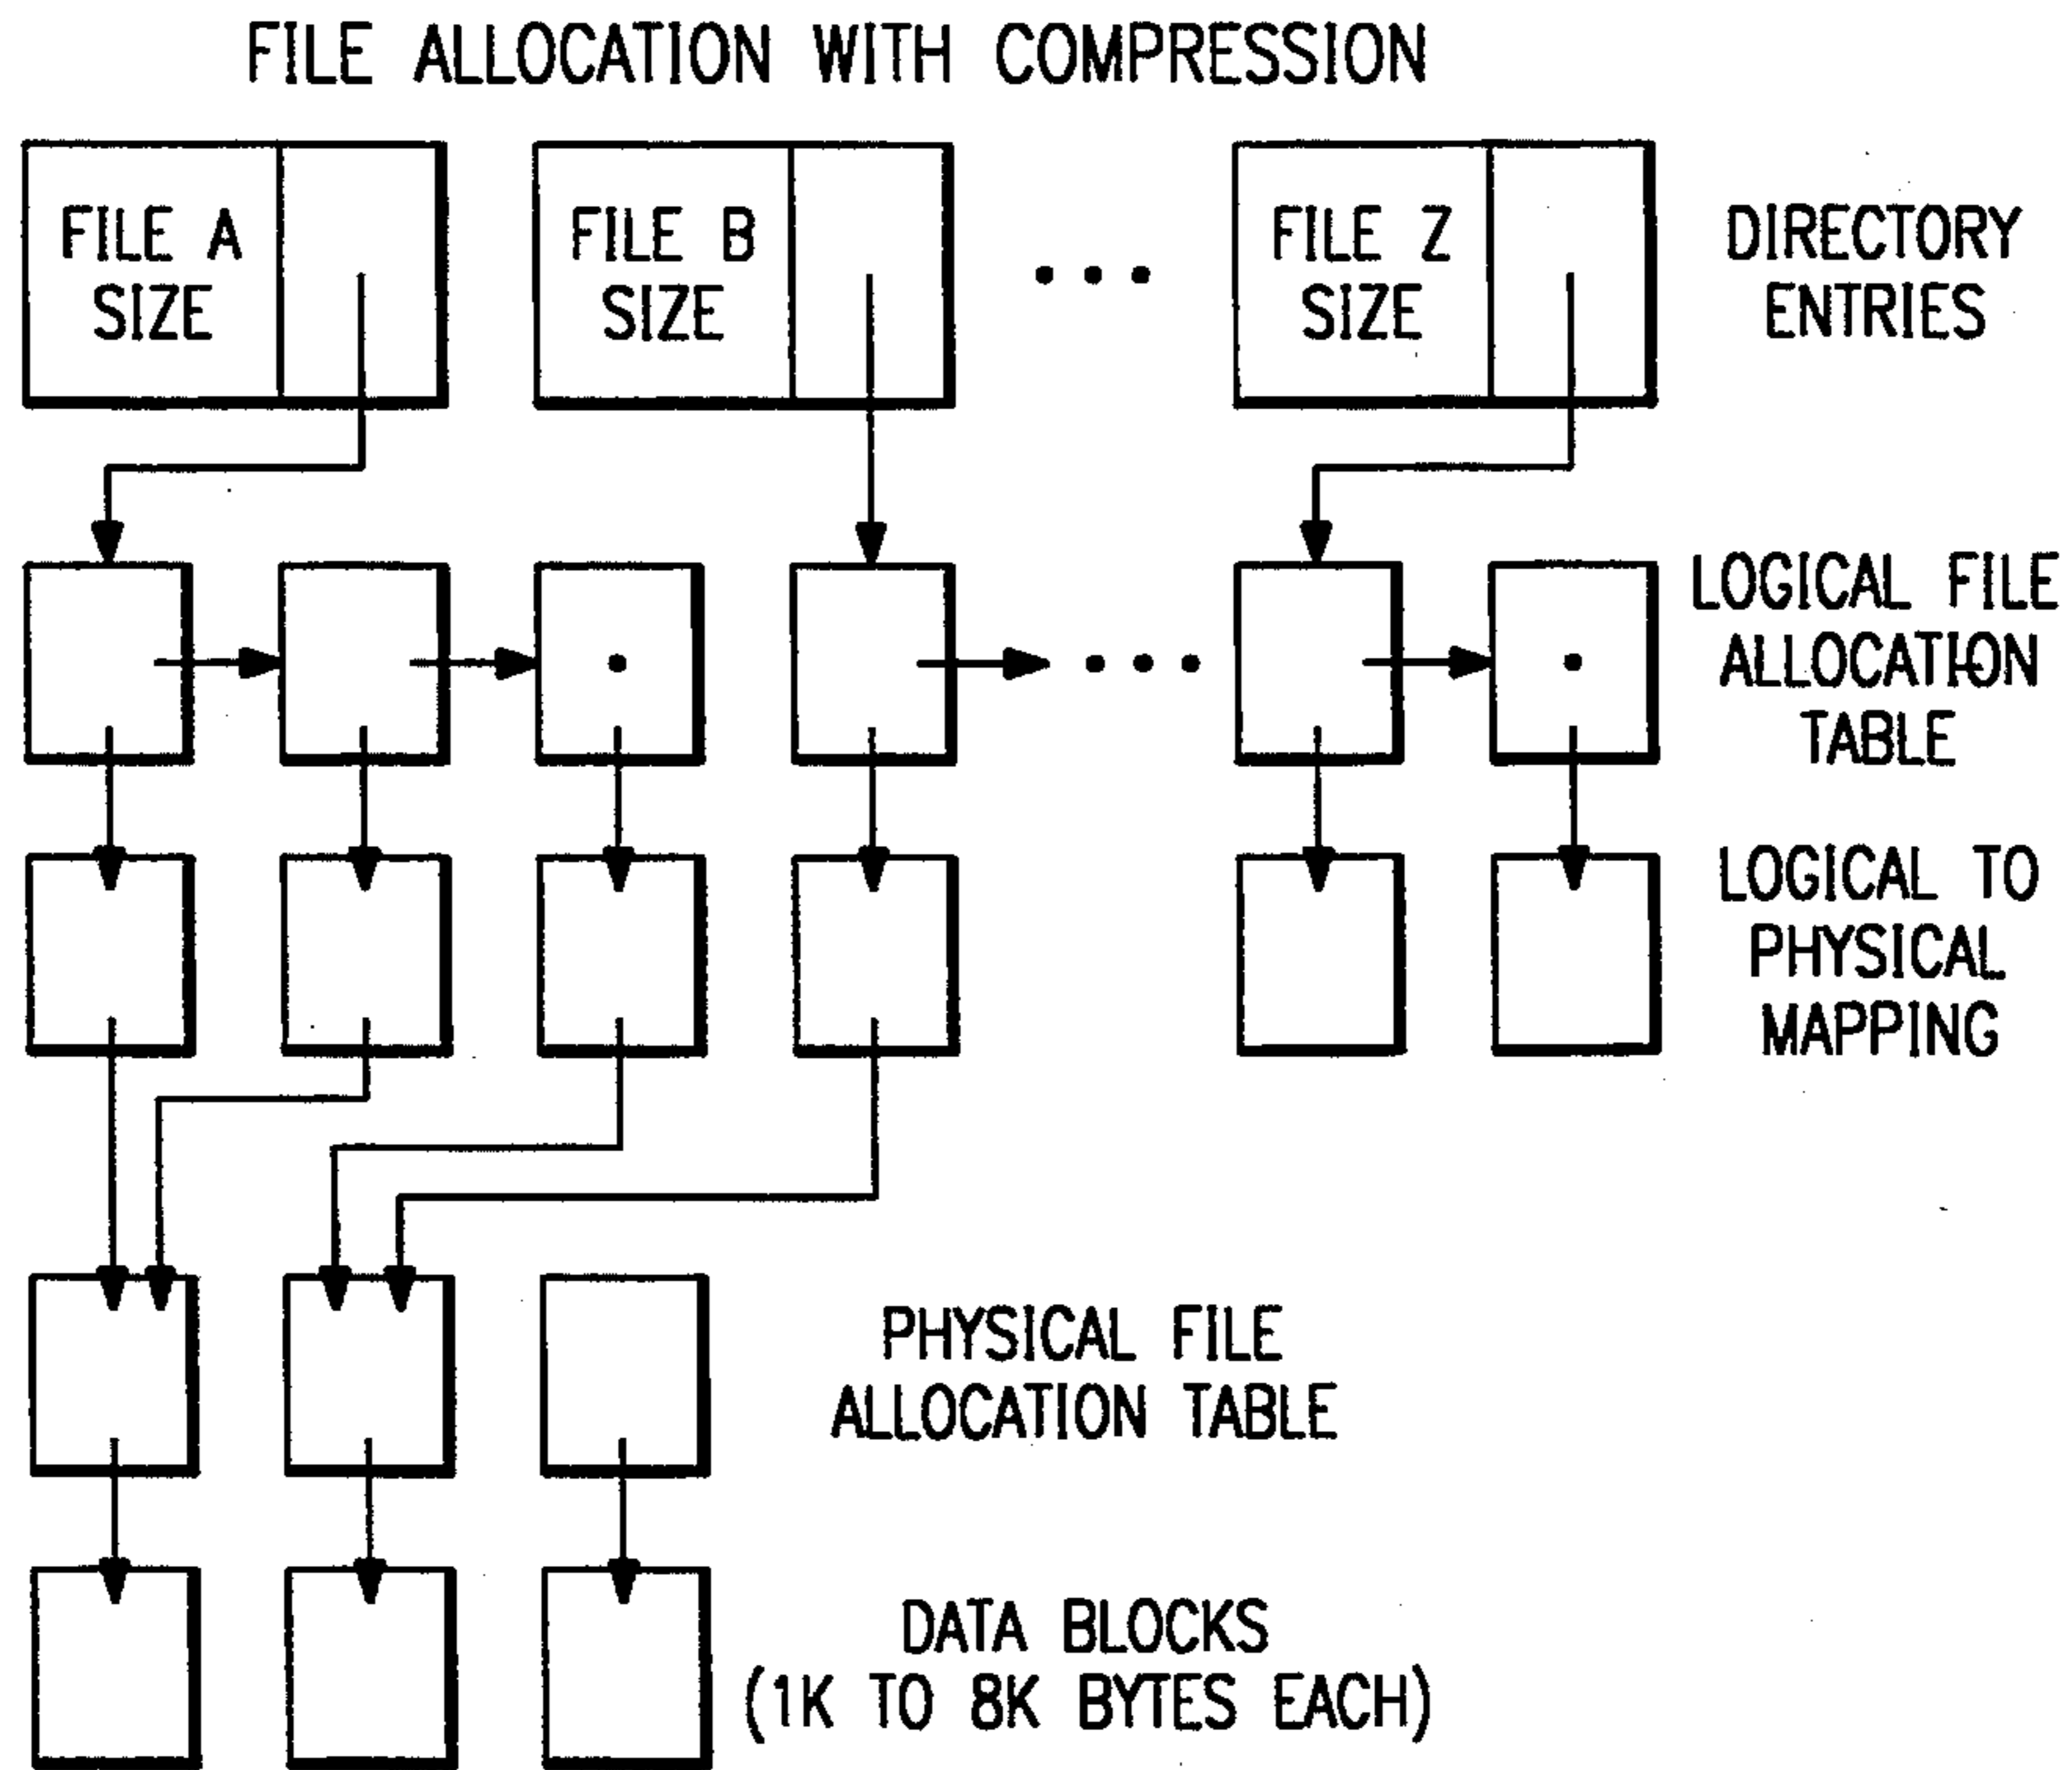 FILE ALLOCATION WITH COMPRESSION
FILE A
SIZE
FILE B
SIZE
FILE Z
SIZE
DIRECTORY
ENTRIES
LOGICAL FILE
ALLOCATION
TABLE
LOGICAL TO
PHYSICAL
MAPPING
PHYSICAL FILE
ALLOCATION TABLE
DATA BLOCKS
(1K TO 8K BYTES EACH)